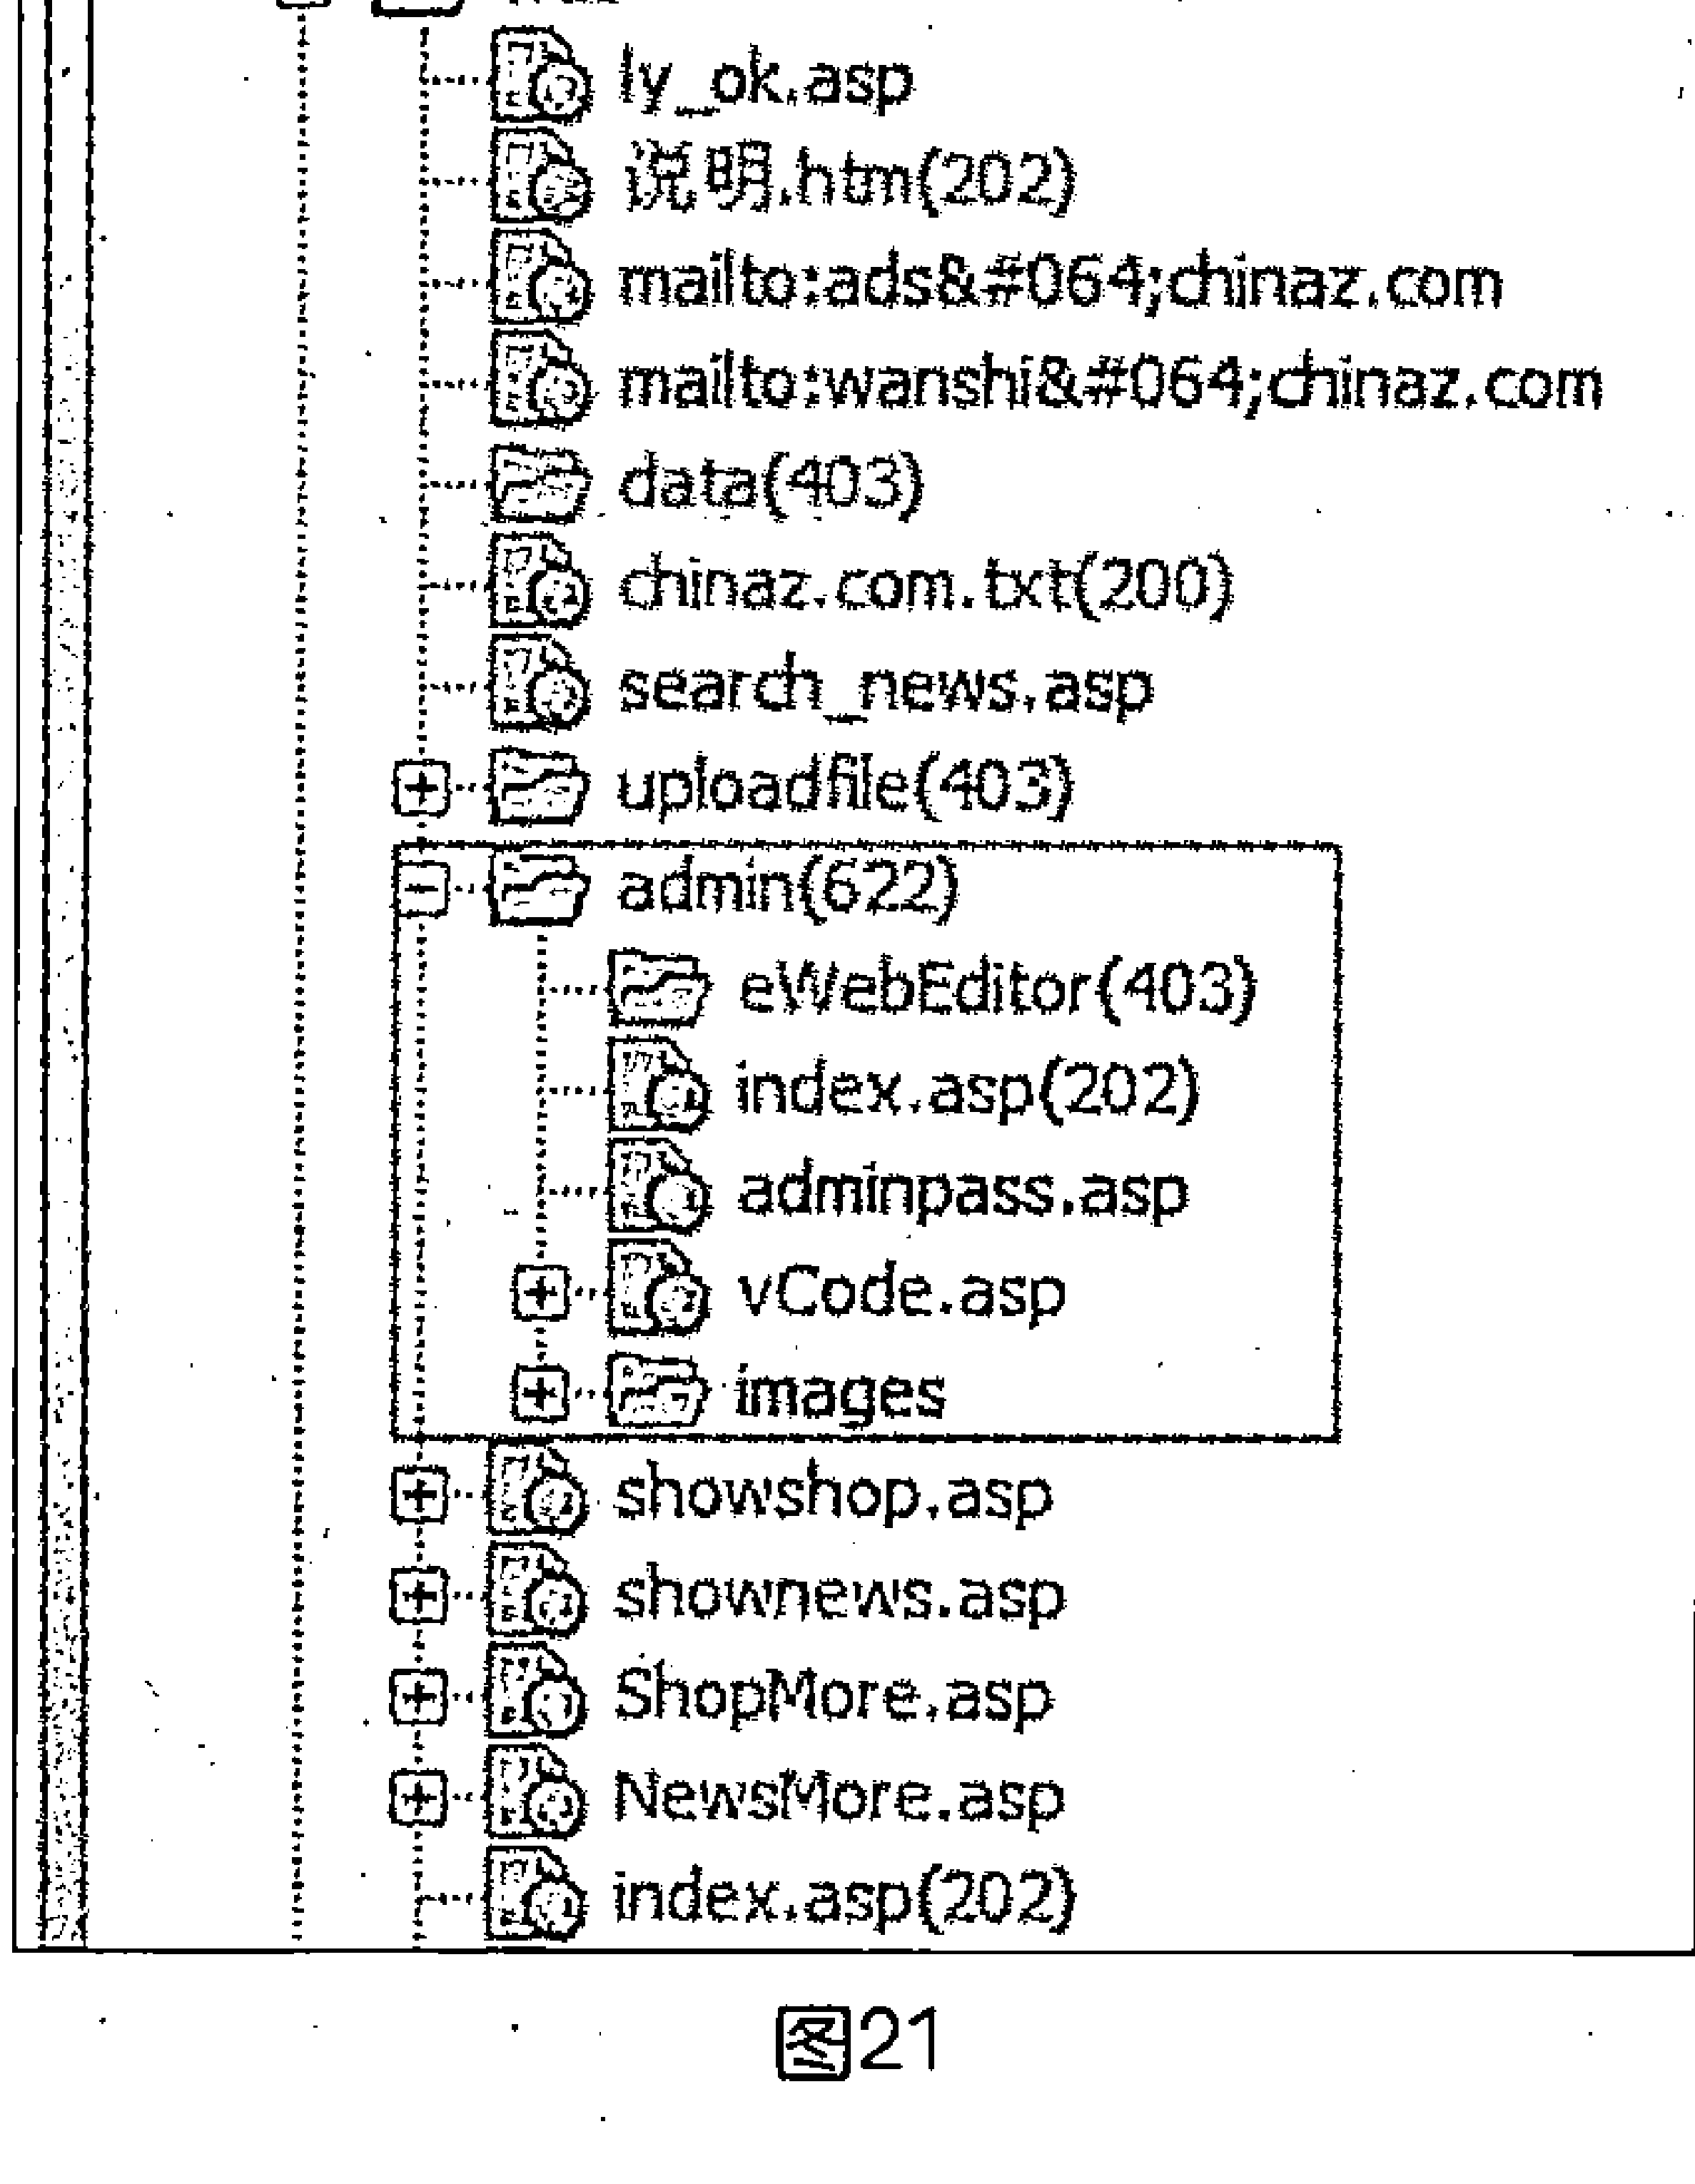 ly_ok.asp
说明.htm(202)
mailto:ads&#064;chinaz.com
mailto:wanshi&#064;chinaz.com
data(403)
chinaz.com.txt(200)
search_news.asp
uploadfile(403)
admin(622)
eWebEditor(403)
index.asp(202)
adminpass.asp
vCode.asp
images
showshop.asp
shownews.asp
ShopMore.asp
NewsMore.asp
index.asp(202)
图21